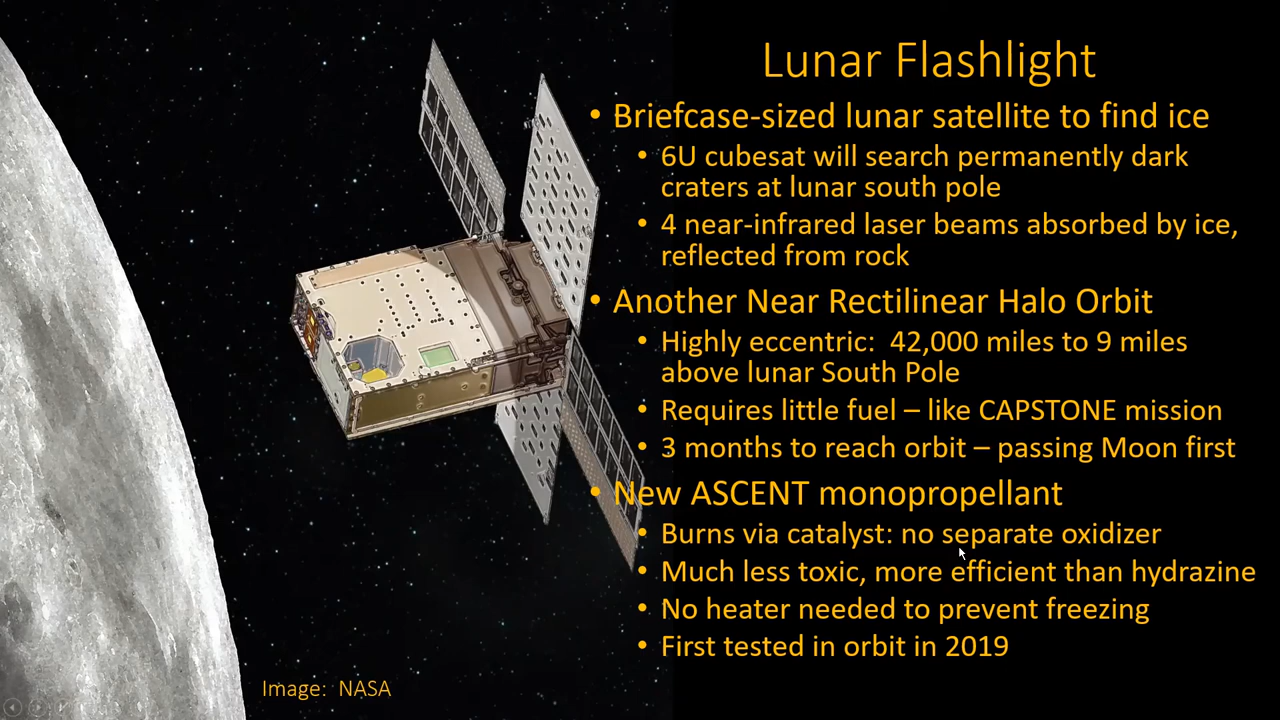 Lunar Flashlight
• Briefcase-sized lunar satellite to find ice
• 6U cubesat will search permanently dark
craters at lunar south pole
• 4 near-infrared laser beams absorbed by ice,
reflected from rock
• Another Near Rectilinear Halo Orbit
• Highly eccentric: 42,000 miles to 9 miles
above lunar South Pole
• Requires little fuel – like CAPSTONE mission
• 3 months to reach orbit – passing Moon first
• New ASCENT monopropellant
• Burns via catalyst: no separate oxidizer
• Much less toxic, more efficient than hydrazine
• No heater needed to prevent freezing
• First tested in orbit in 2019
Image: NASA